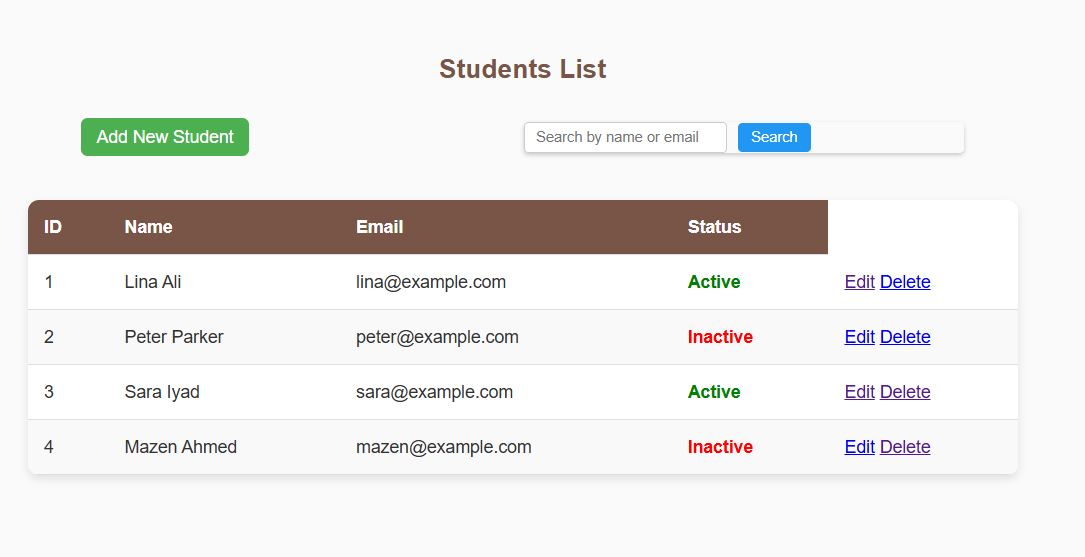 Students List
Add New Student Search by name or email Search
ID Name Email Status
1 Lina Ali lina@example.com Active Edit Delete
2 Peter Parker peter@example.com Inactive Edit Delete
3 Sara Iyad sara@example.com Active Edit Delete
4 Mazen Ahmed mazen@example.com Inactive Edit Delete